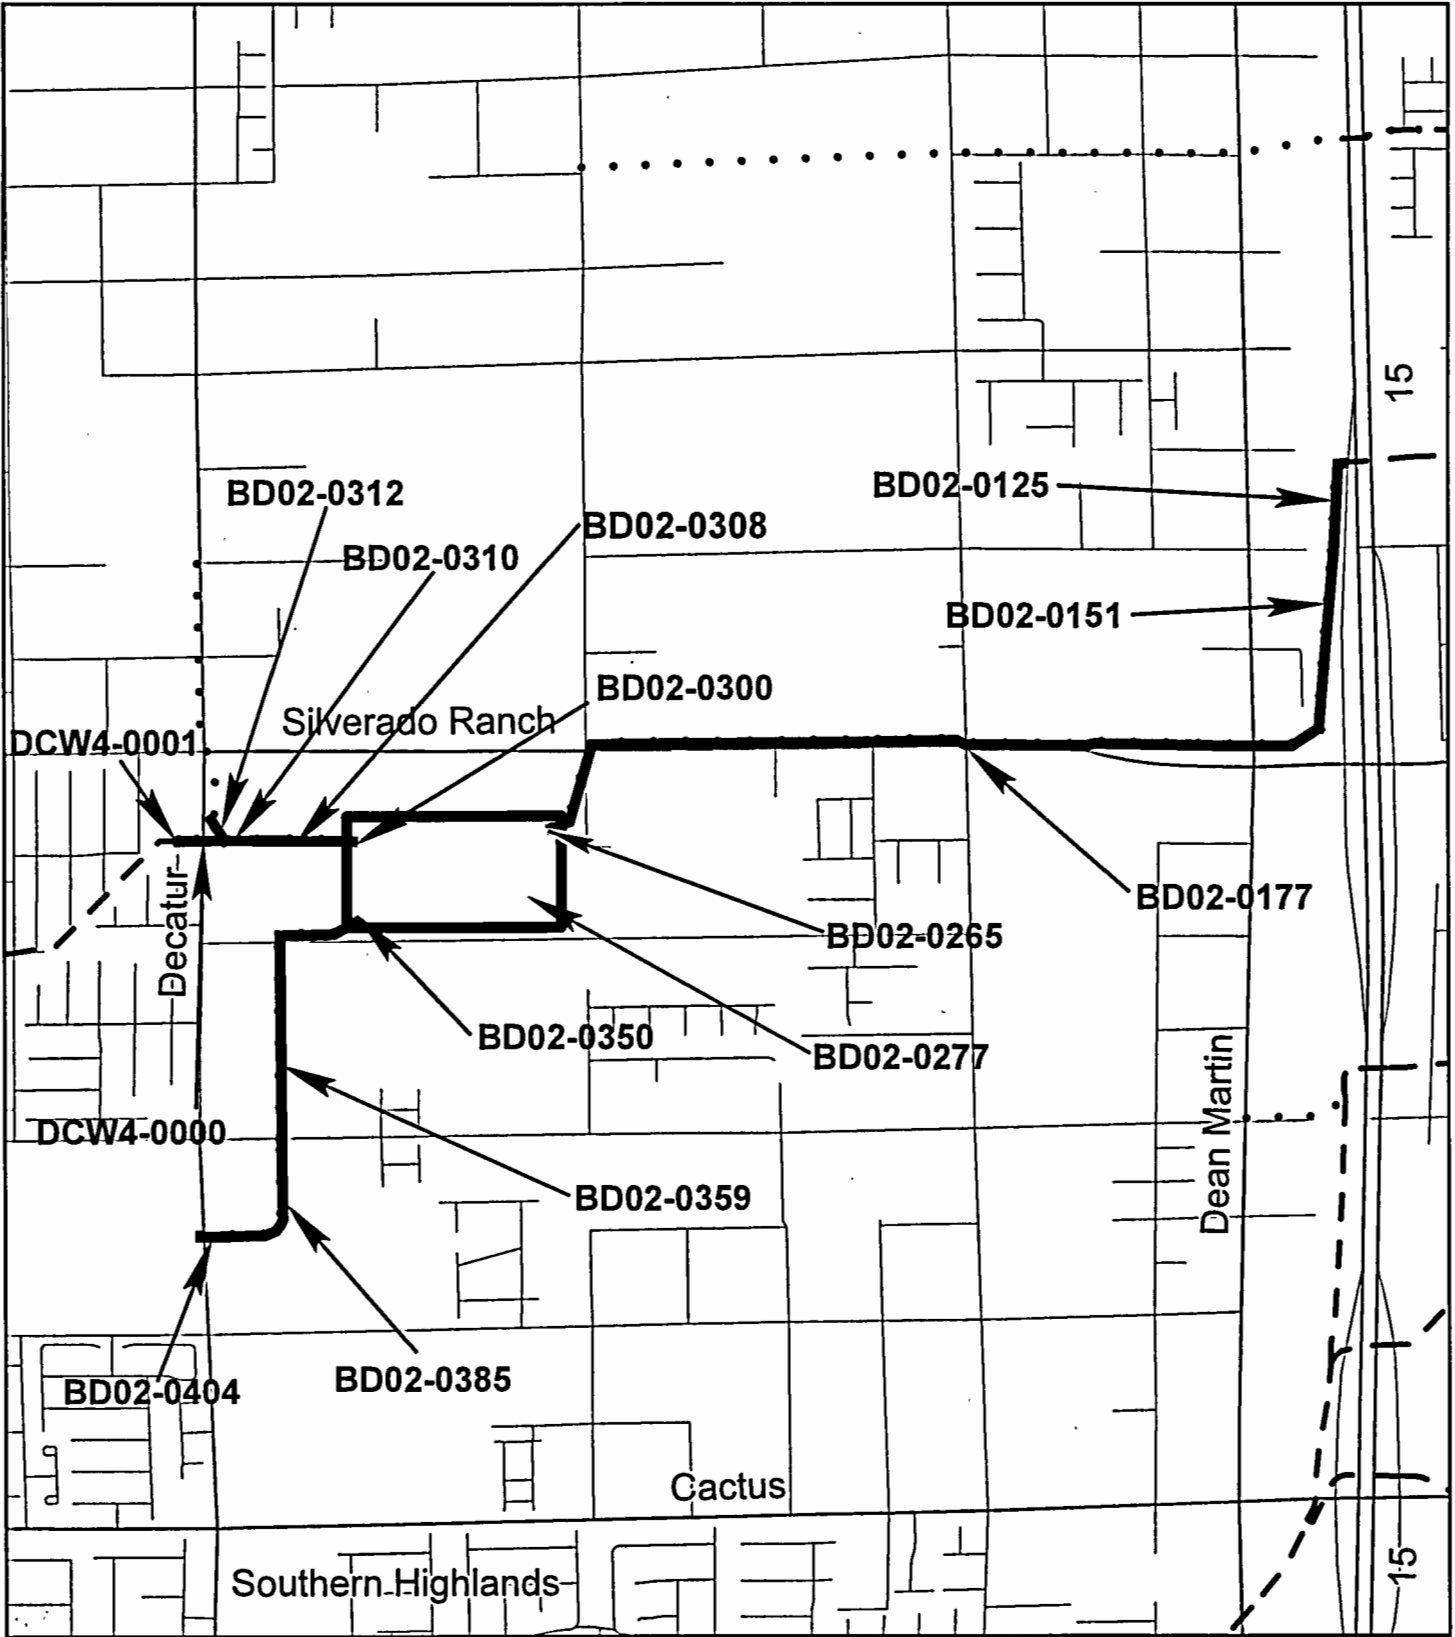 15
BD02-0312
BD02-0125
BD02-0308
BD02-0310
BD02-0151
BD02-0300
Silverado Ranch
DCW4-0001
BD02-0177
Decatur
BD02-0265
BD02-0350
BD02-0277
Dean Martin
DCW4-0000
BD02-0359
BD02-0385
BD02-0404
Cactus
15
Southern Highlands